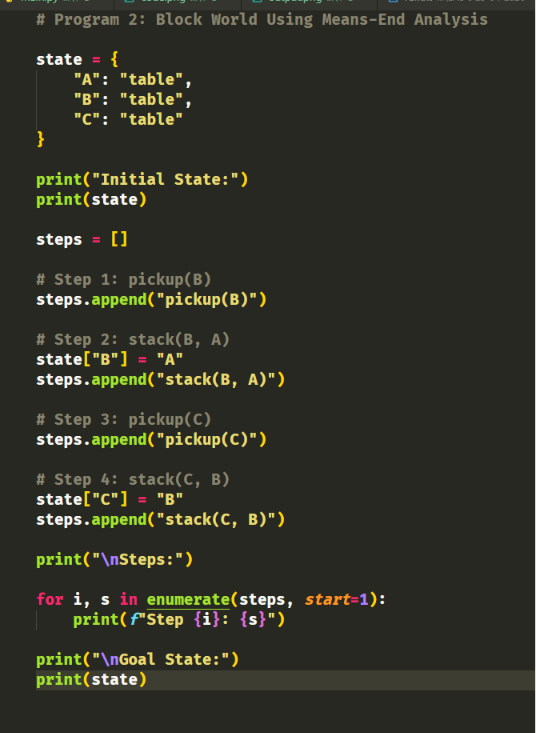 # Program 2: Block World Using Means-End Analysis
state = {
    "A": "table",
    "B": "table",
    "C": "table"
}
print("Initial State:")
print(state)
steps = []
# Step 1: pickup(B)
steps.append("pickup(B)")
# Step 2: stack(B, A)
state["B"] = "A"
steps.append("stack(B, A)")
# Step 3: pickup(C)
steps.append("pickup(C)")
# Step 4: stack(C, B)
state["C"] = "B"
steps.append("stack(C, B)")
print("\nSteps:")
for i, s in enumerate(steps, start=1):
    print(f"Step {i}: {s}")
print("\nGoal State:")
print(state)